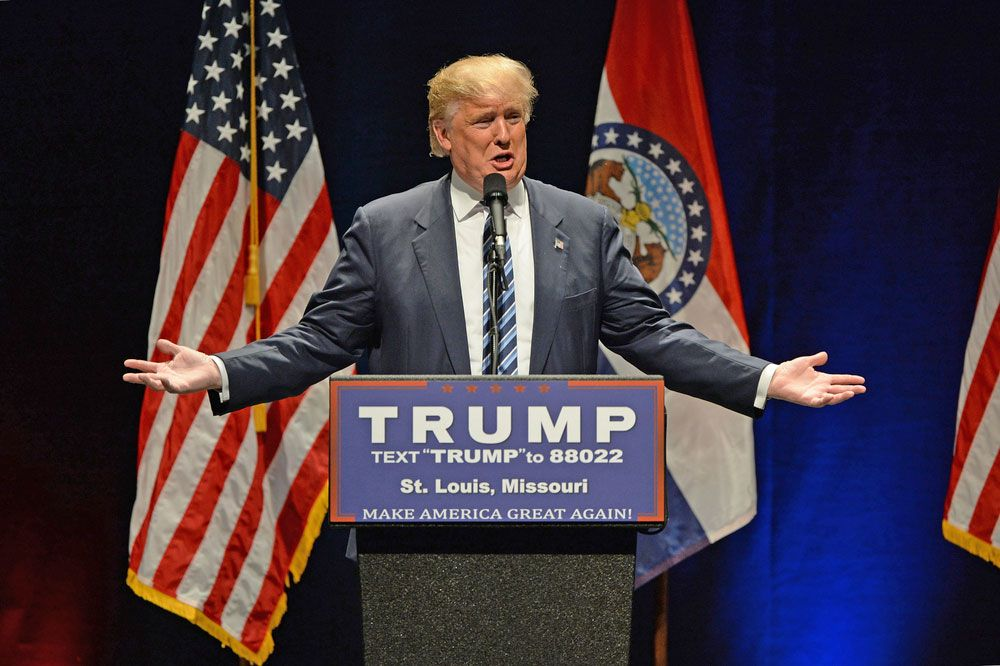 TRUMP
TEXT “TRUMP” to 88022
St. Louis, Missouri
MAKE AMERICA GREAT AGAIN!